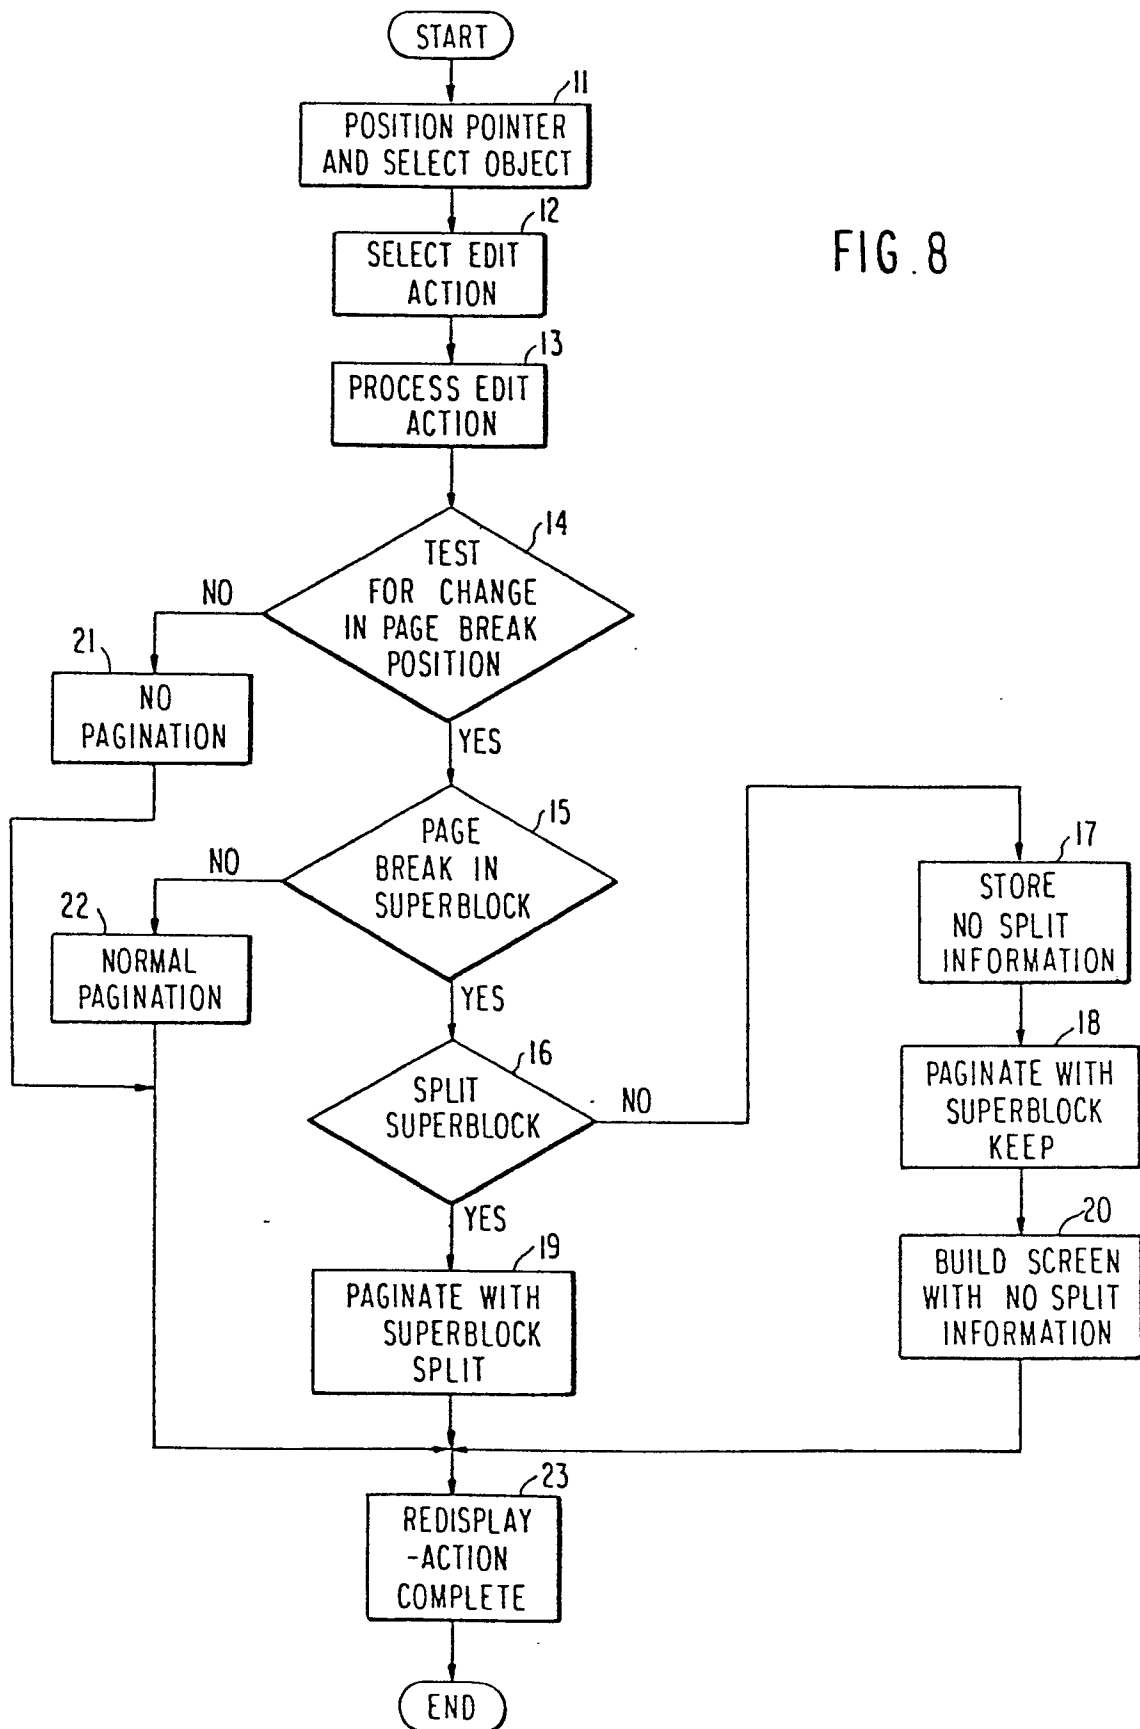 START
11
POSITION POINTER
AND SELECT OBJECT
12
SELECT EDIT
ACTION
FIG. 8
13
PROCESS EDIT
ACTION
14
TEST
FOR CHANGE
IN PAGE BREAK
POSITION
NO
21
NO
PAGINATION
YES
15
PAGE
BREAK IN
SUPERBLOCK
NO
22
NORMAL
PAGINATION
YES
16
SPLIT
SUPERBLOCK
NO
17
STORE
NO SPLIT
INFORMATION
18
PAGINATE WITH
SUPERBLOCK
KEEP
20
BUILD SCREEN
WITH NO SPLIT
INFORMATION
YES
19
PAGINATE WITH
SUPERBLOCK
SPLIT
23
REDISPLAY
-ACTION
COMPLETE
END